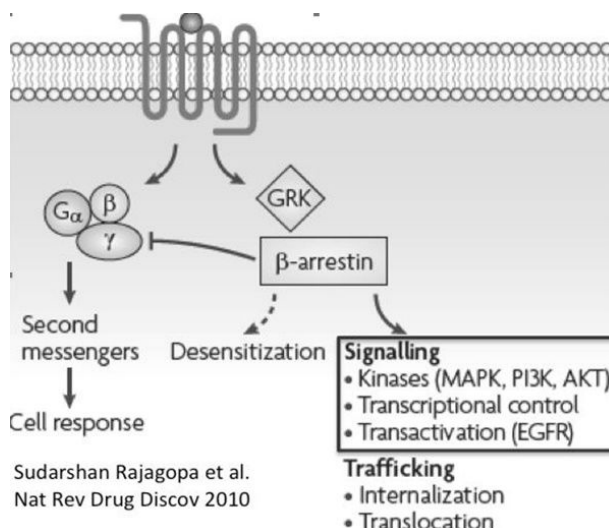 Gα
β
γ
GRK
β-arrestin
Second
messengers
Desensitization
Cell response
Signalling
• Kinases (MAPK, PI3K, AKT)
• Transcriptional control
• Transactivation (EGFR)
Trafficking
• Internalization
• Translocation
Sudarshan Rajagopa et al.
Nat Rev Drug Discov 2010